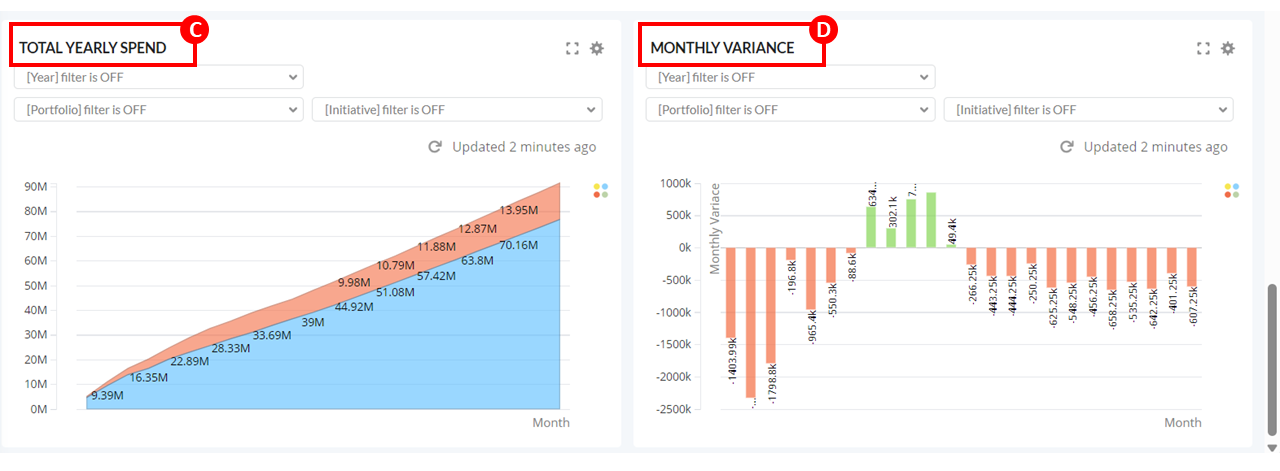 C
TOTAL YEARLY SPEND
[Year] filter is OFF
[Portfolio] filter is OFF
[Initiative] filter is OFF
Updated 2 minutes ago
90M
80M
70M
60M
50M
40M
30M
20M
10M
0M
9.39M
16.35M
22.89M
28.33M
33.69M
39M
44.92M
51.08M
57.42M
63.8M
70.16M
9.98M
10.79M
11.88M
12.87M
13.95M
Month
D
MONTHLY VARIANCE
[Year] filter is OFF
[Portfolio] filter is OFF
[Initiative] filter is OFF
Updated 2 minutes ago
Monthly Variace
1000k
500k
0k
-500k
-1000k
-1500k
-2000k
-2500k
-1403.99k
-...
-1798.8k
-196.8k
-965.4k
-550.3k
-88.6k
634...
302.1k
7...
49.4k
-266.25k
-443.25k
-444.25k
-250.25k
-625.25k
-548.25k
-456.25k
-658.25k
-535.25k
-642.25k
-401.25k
-607.25k
Month